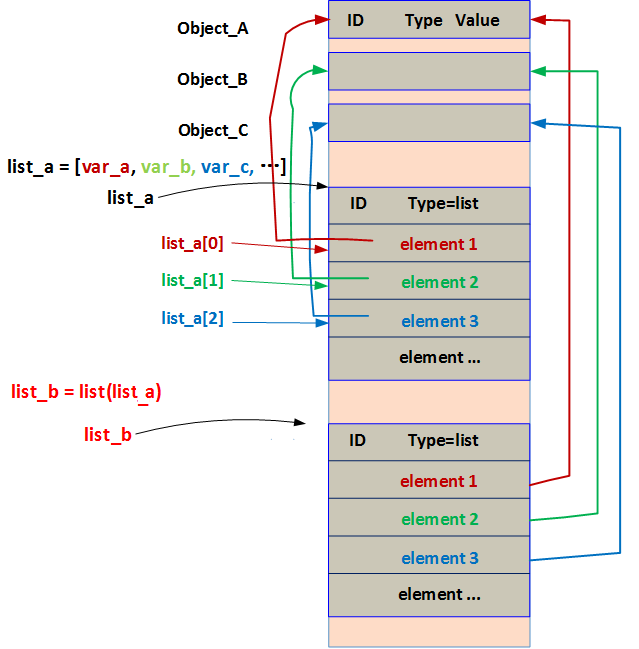 Object_A
ID Type Value
Object_B
Object_C
list_a = [var_a, var_b, var_c, ···]
list_a
ID Type=list
list_a[0]
element 1
list_a[1]
element 2
list_a[2]
element 3
element ...
list_b = list(list_a)
list_b
ID Type=list
element 1
element 2
element 3
element ...